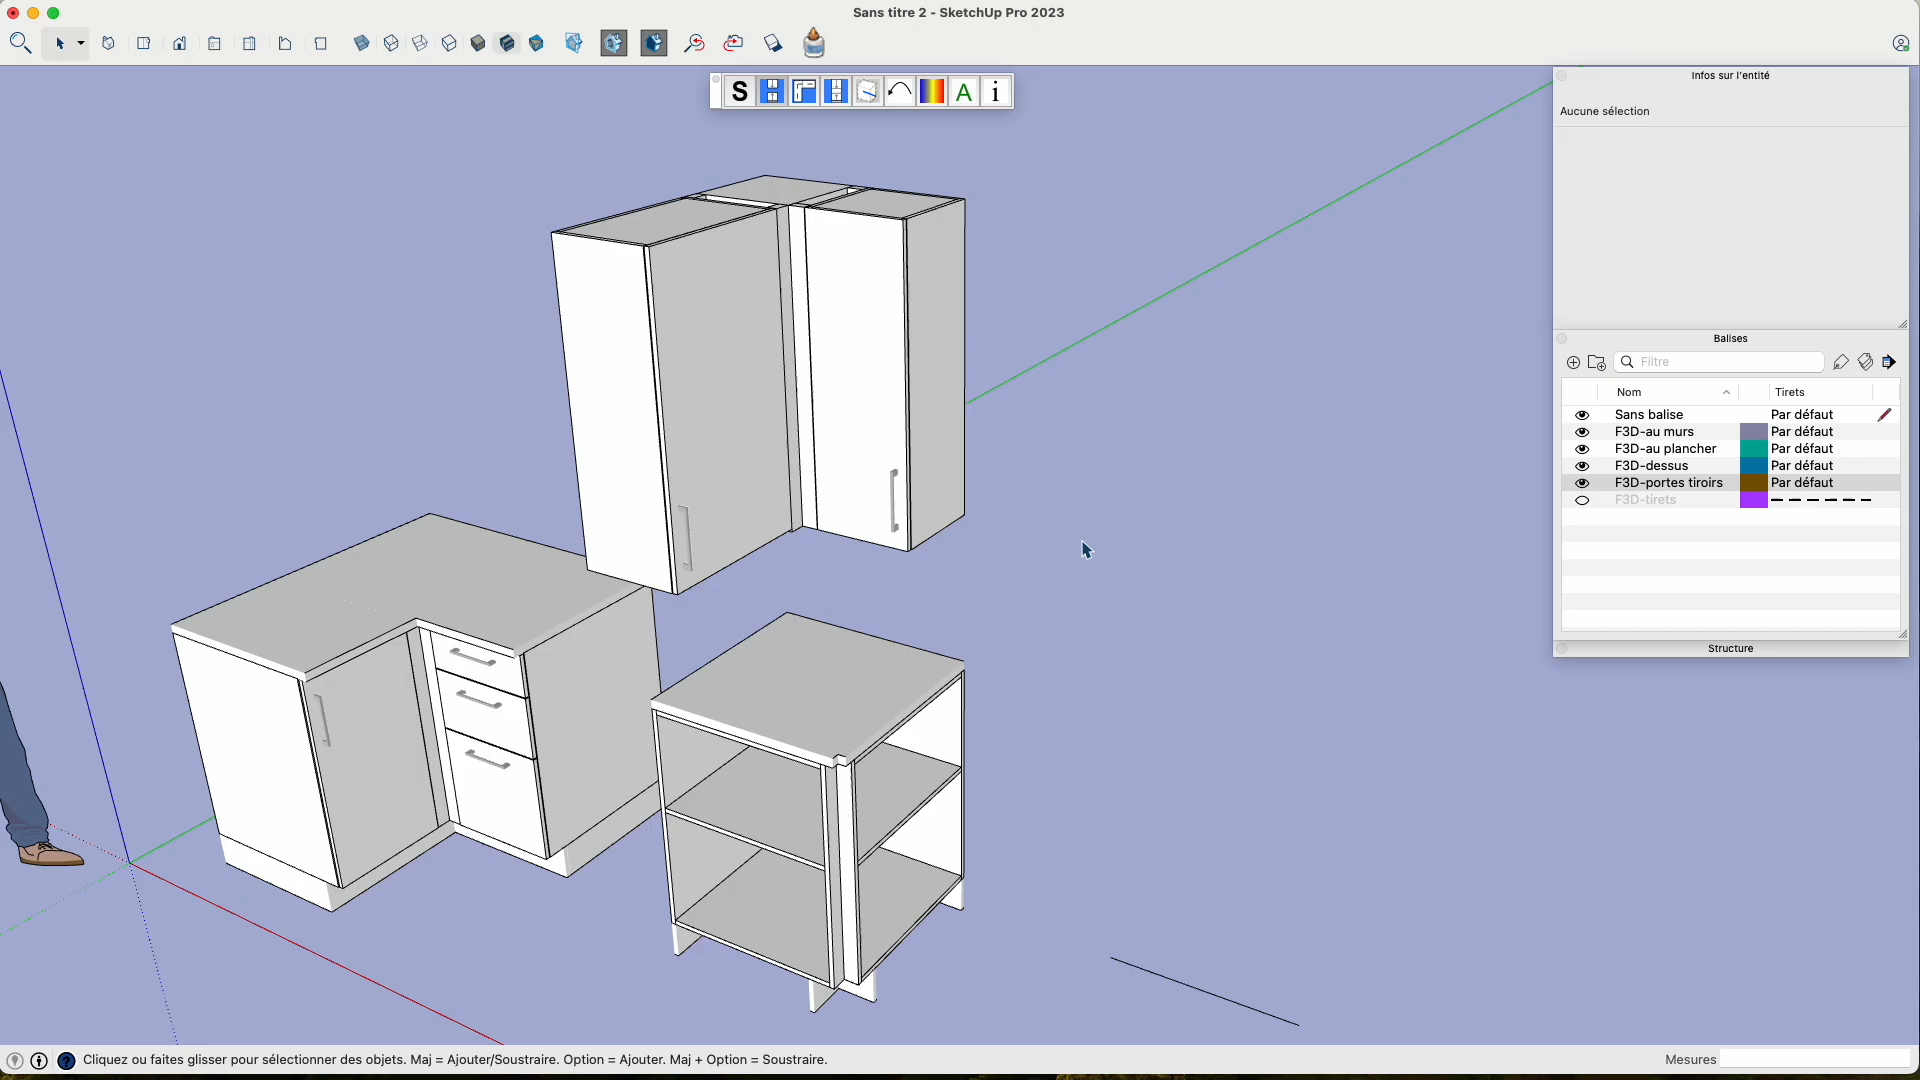 Sans titre 2 - SketchUp Pro 2023
S
A
i
Infos sur l'entité
Aucune sélection
Balises
Filtre
Nom
Tirets
Sans balise
Par défaut
F3D-au murs
Par défaut
F3D-au plancher
Par défaut
F3D-dessus
Par défaut
F3D-portes tiroirs
Par défaut
F3D-tirets
Structure
Cliquez ou faites glisser pour sélectionner des objets. Maj = Ajouter/Soustraire. Option = Ajouter. Maj + Option = Soustraire.
Mesures